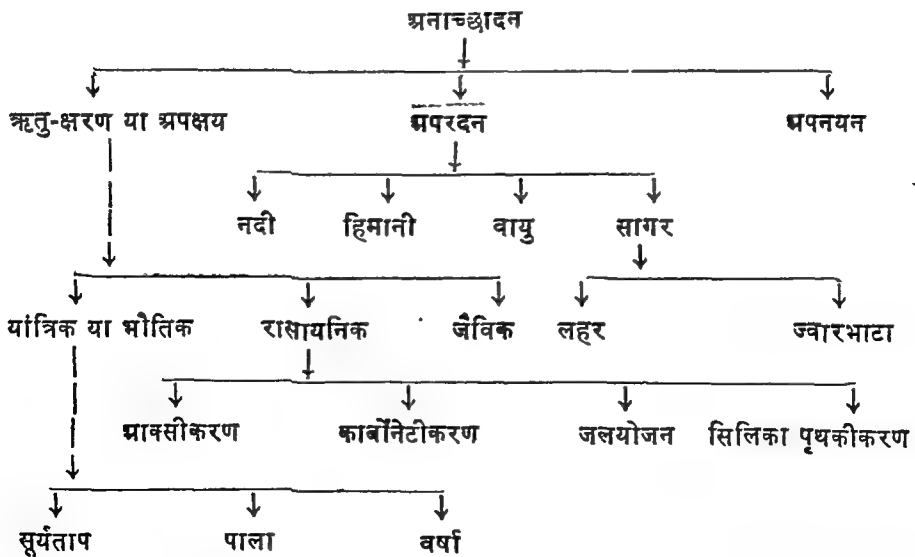 अनाच्छादन
ऋतु-क्षरण या अपक्षय अपरदन अपनयन
नदी हिमानी वायु सागर
यांत्रिक या भौतिक रासायनिक जैविक लहर ज्वारभाटा
आक्सीकरण कार्बोनेटीकरण जलयोजन सिलिका पृथकीकरण
सूर्यताप पाला वर्षा